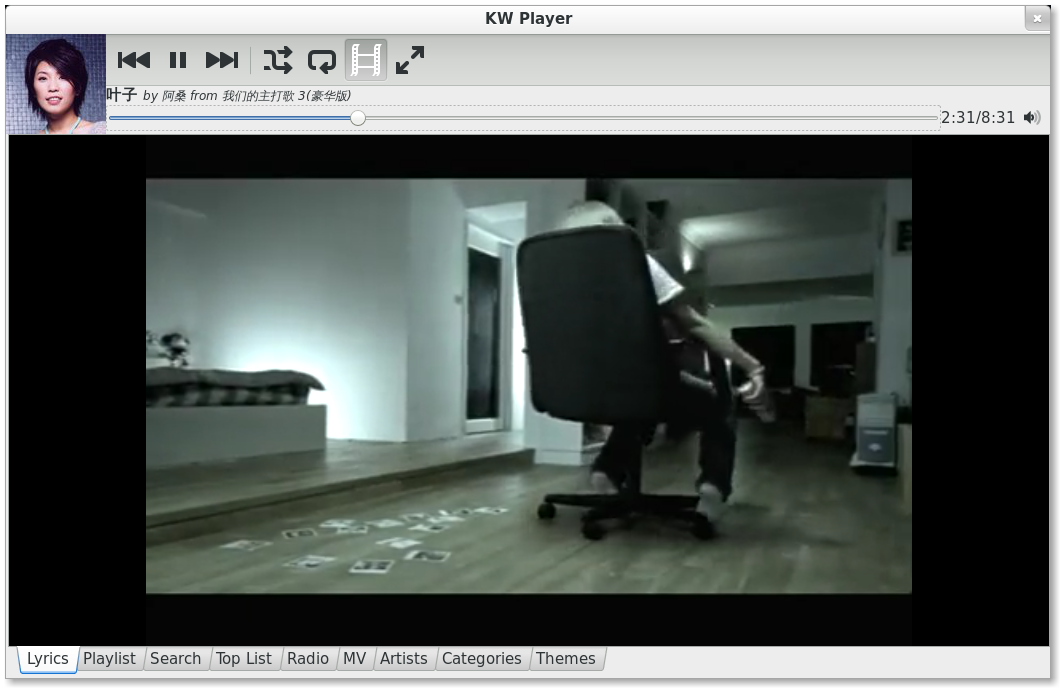 KW Player
叶子 by 阿桑 from 我们的主打歌 3(豪华版)
2:31/8:31
Lyrics Playlist Search Top List Radio MV Artists Categories Themes